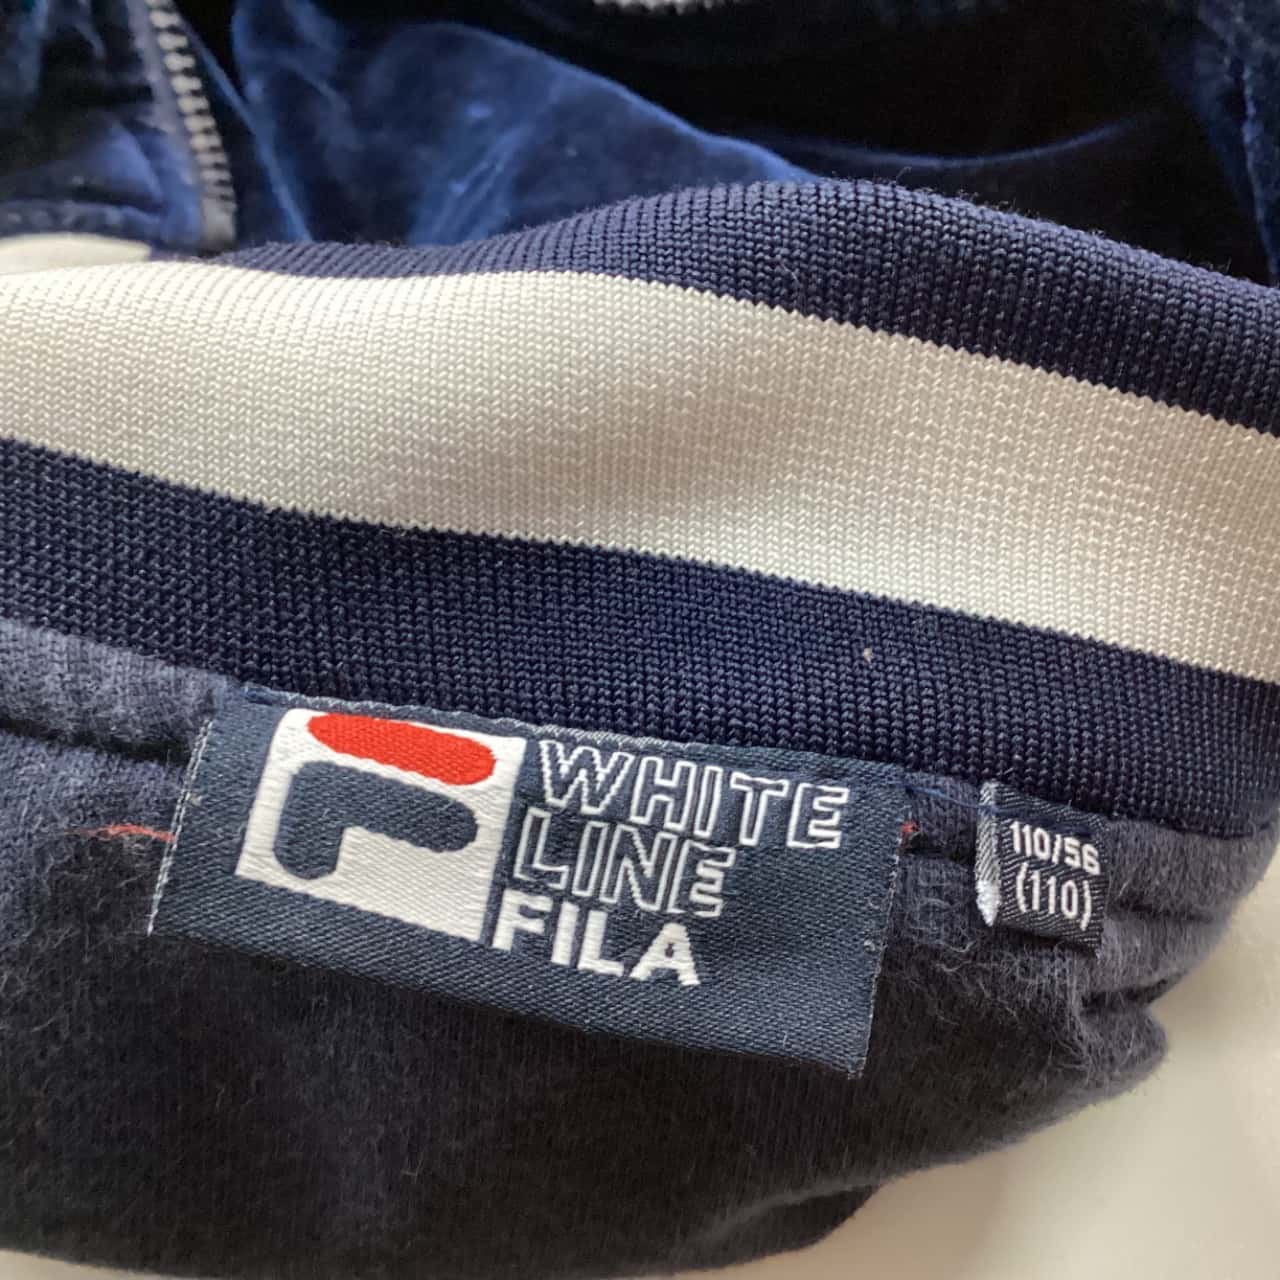 WHITE
LINE
FILA
110/56
(110)